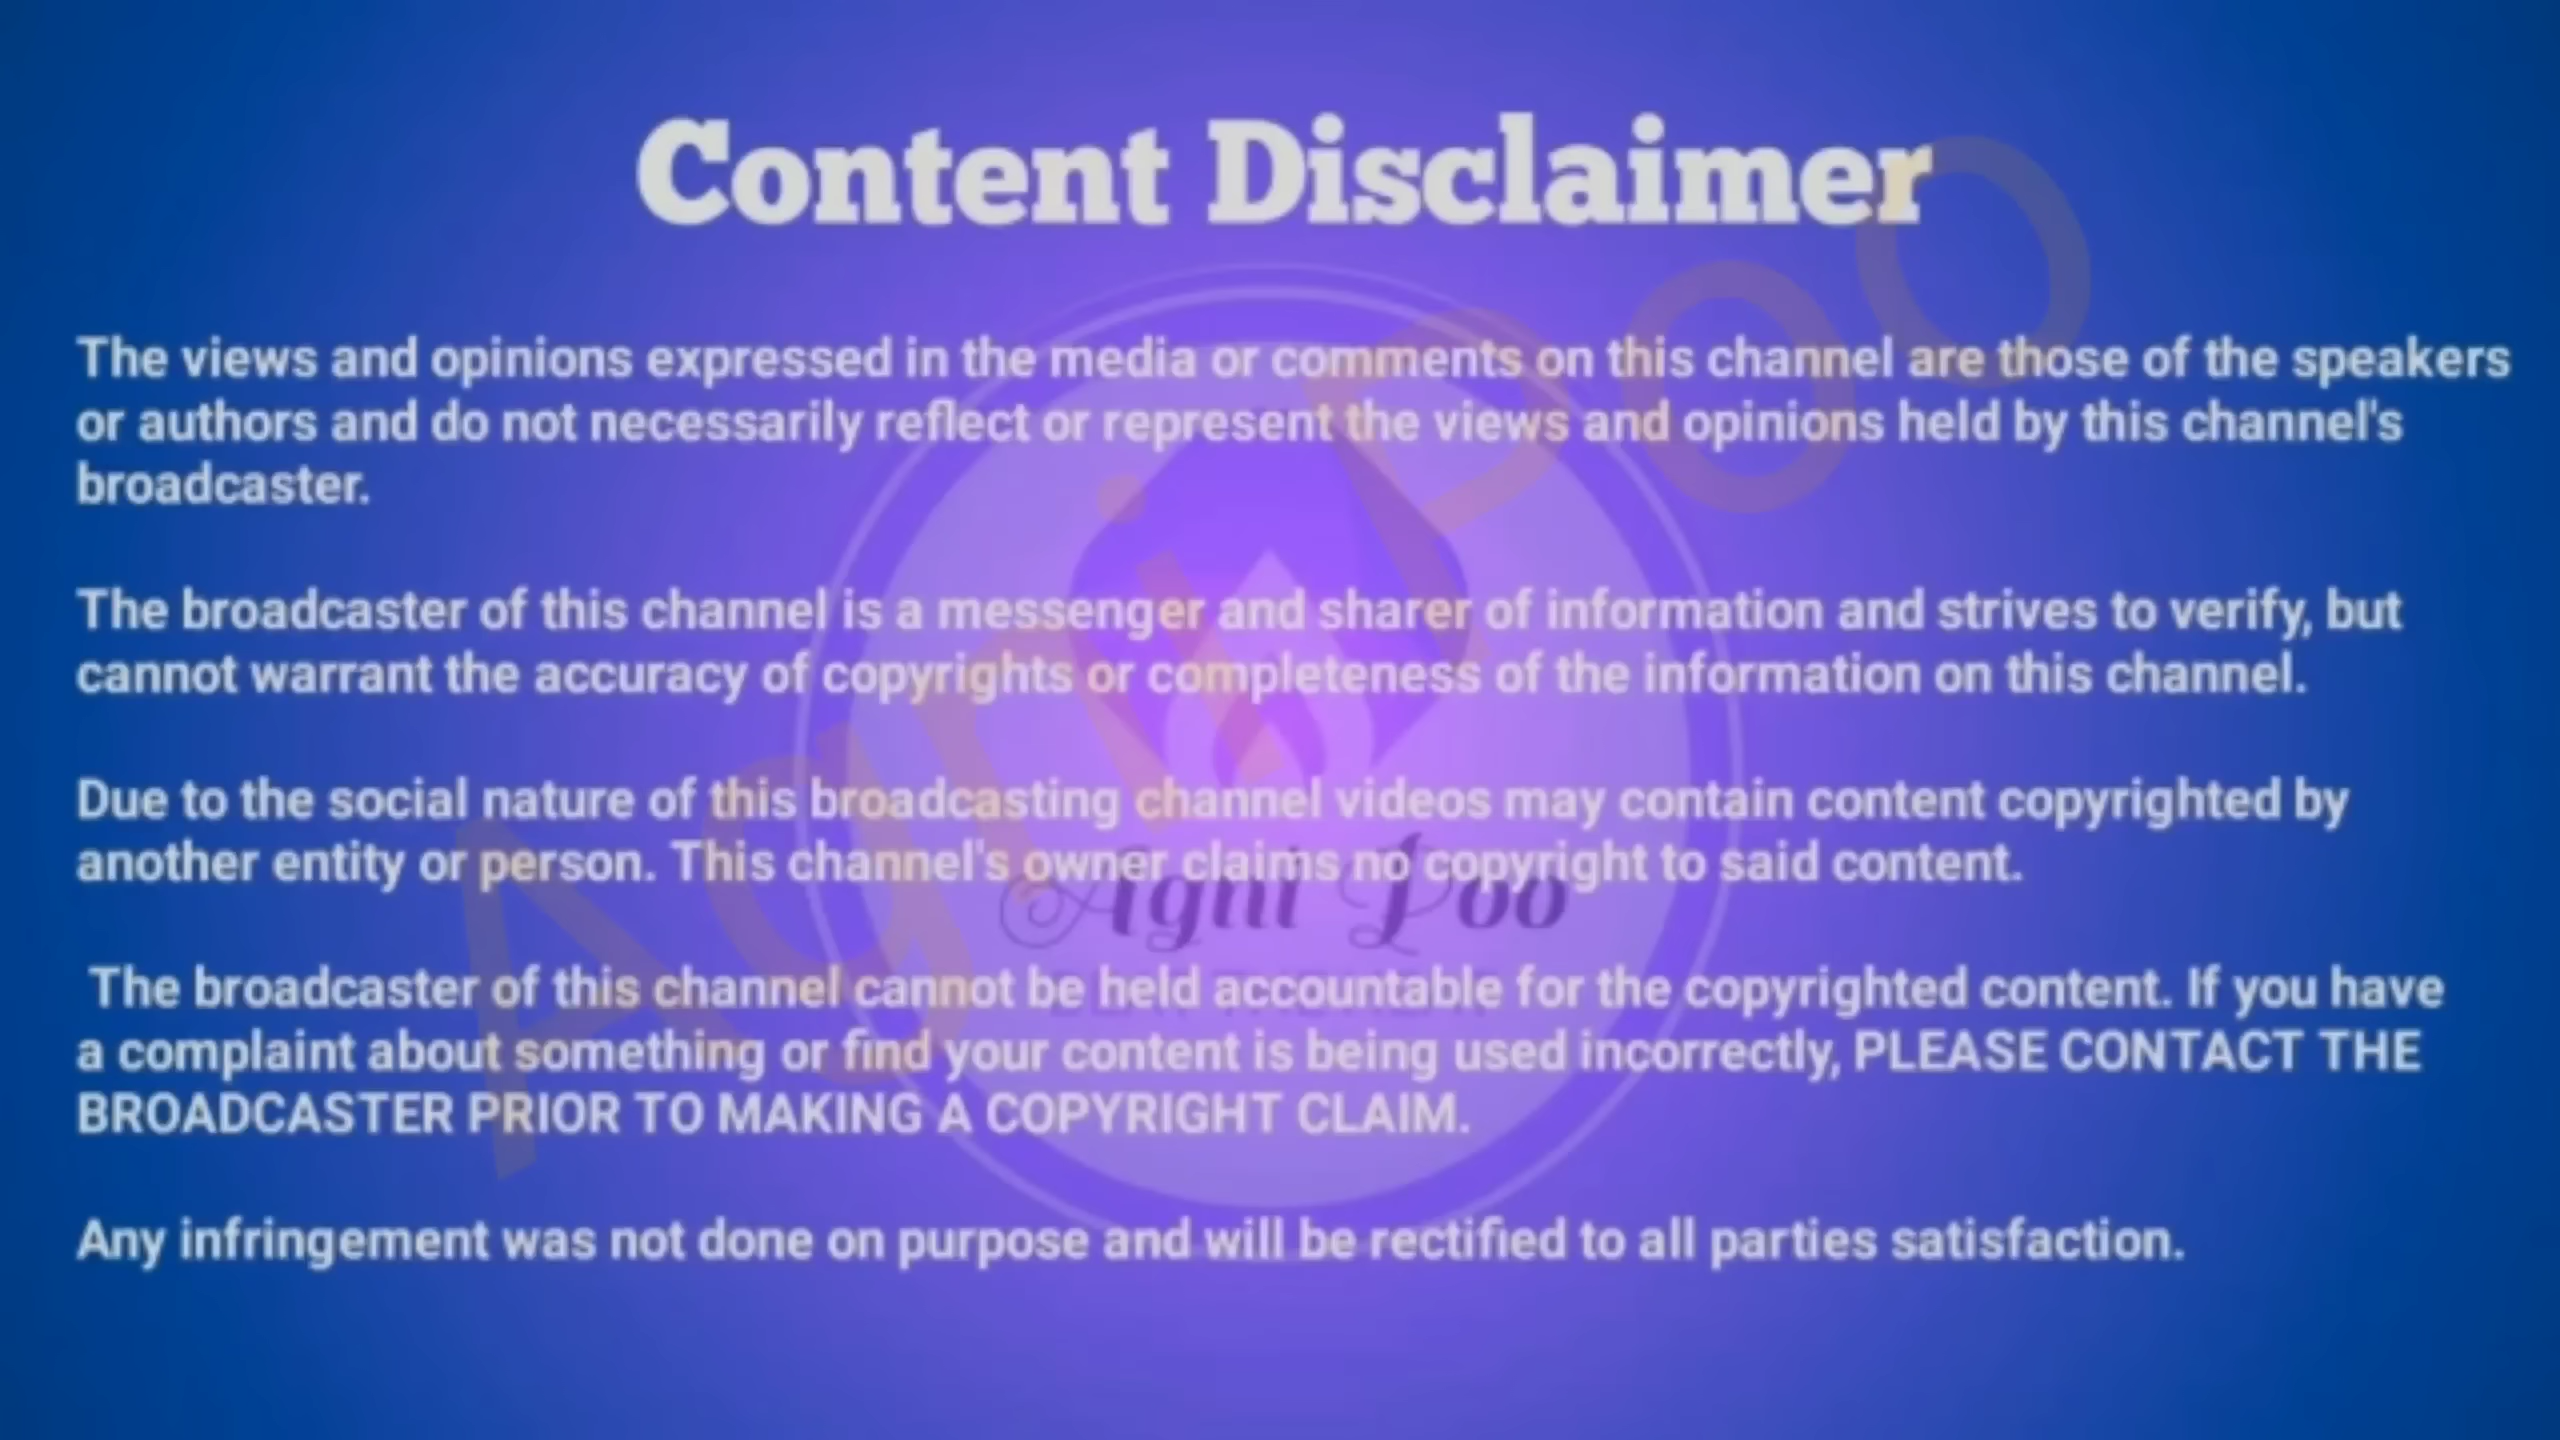 Content Disclaimer
The views and opinions expressed in the media or comments on this channel are those of the speakers
or authors and do not necessarily reflect or represent the views and opinions held by this channel's
broadcaster.
The broadcaster of this channel is a messenger and sharer of information and strives to verify, but
cannot warrant the accuracy of copyrights or completeness of the information on this channel.
Due to the social nature of this broadcasting channel videos may contain content copyrighted by
another entity or person. This channel's owner claims no copyright to said content.
Agni Poo
The broadcaster of this channel cannot be held accountable for the copyrighted content. If you have
a complaint about something or find your content is being used incorrectly, PLEASE CONTACT THE
BROADCASTER PRIOR TO MAKING A COPYRIGHT CLAIM.
Any infringement was not done on purpose and will be rectified to all parties satisfaction.
Agni Poo